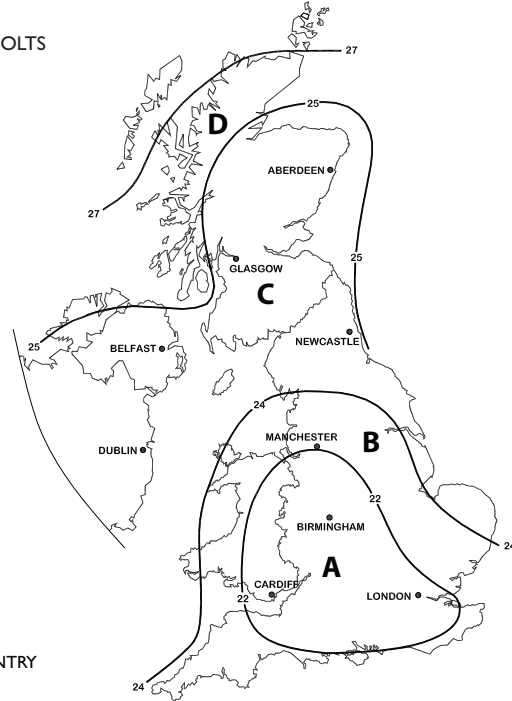 27
OLTS
25
D
ABERDEEN
27
25
GLASGOW
C
NEWCASTLE
25
BELFAST
24
MANCHESTER
B
DUBLIN
22
BIRMINGHAM
24
A
CARDIFF
22
LONDON
NTRY
24